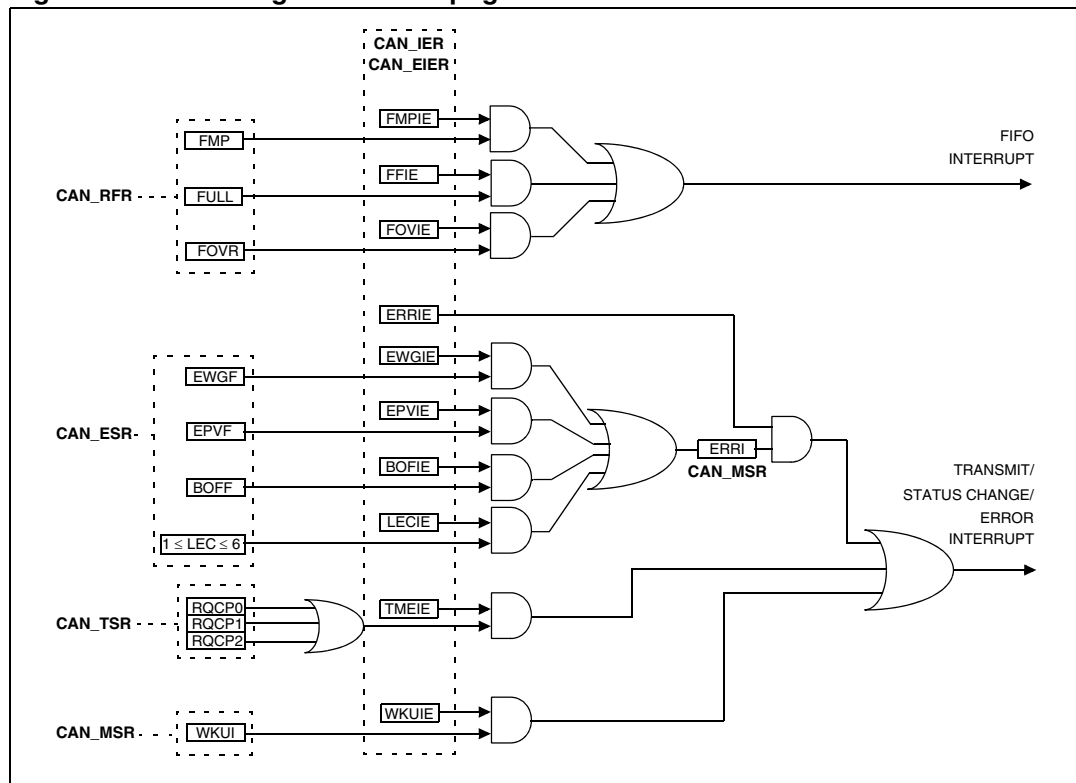 CAN_IER
CAN_EIER
FMPIE
FMP
FIFO
INTERRUPT
FFIE
CAN_RFR
FULL
FOVIE
FOVR
ERRIE
EWGIE
EWGF
EPVIE
CAN_ESR
EPVF
ERRI
CAN_MSR
BOFIE
BOFF
TRANSMIT/
STATUS CHANGE/
ERROR
INTERRUPT
LECIE
1 ≤ LEC ≤ 6
RQCP0
TMEIE
CAN_TSR
RQCP1
RQCP2
WKUIE
CAN_MSR
WKUI